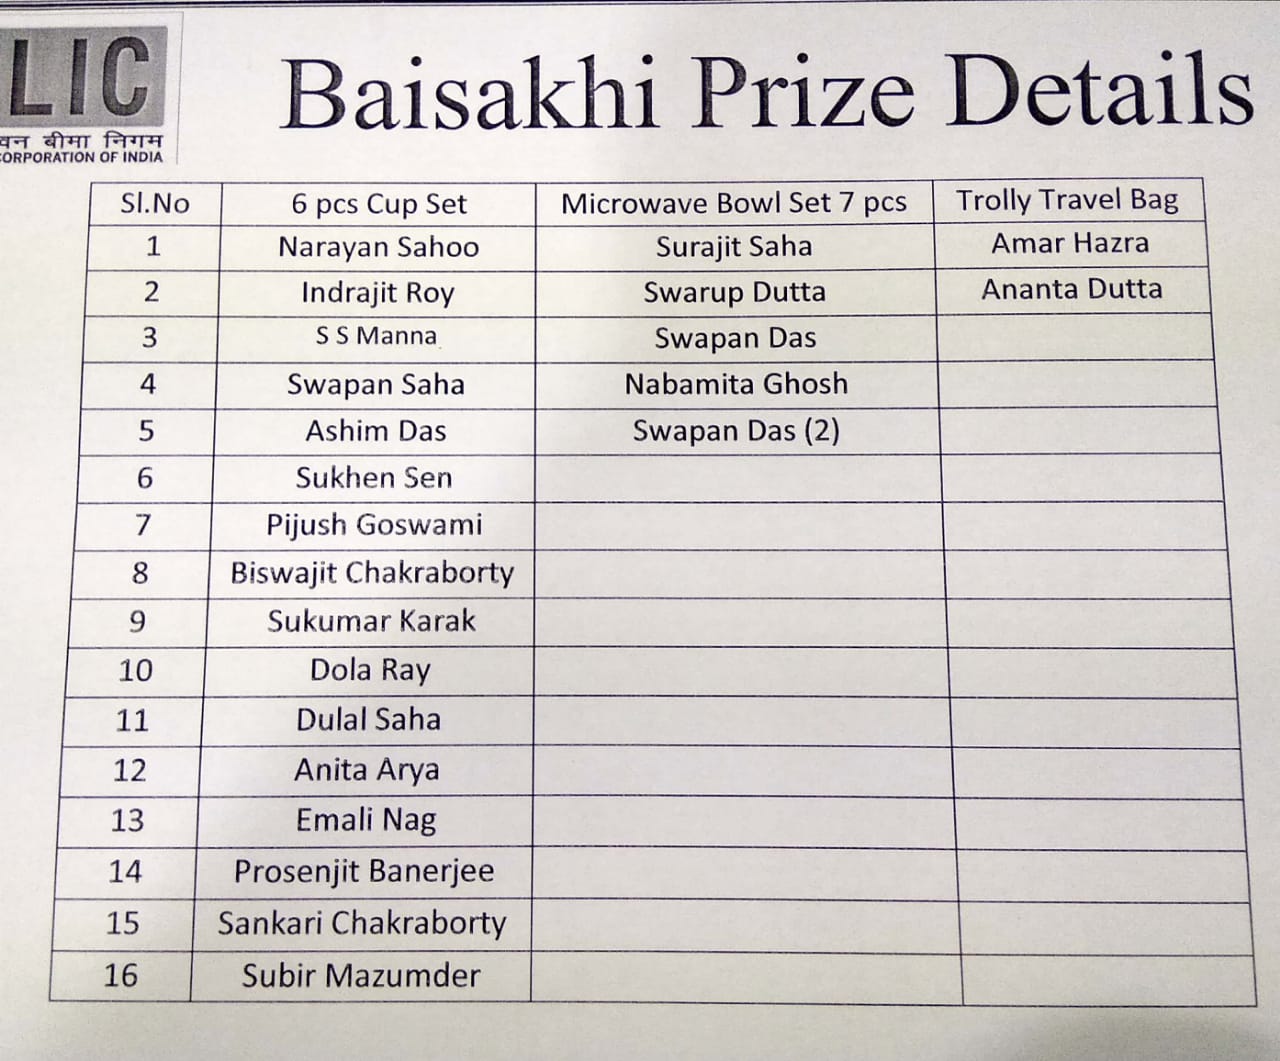 LIC
वन बीमा निगम
CORPORATION OF INDIA
Baisakhi Prize Details
Sl.No 6 pcs Cup Set Microwave Bowl Set 7 pcs Trolly Travel Bag
1 Narayan Sahoo Surajit Saha Amar Hazra
2 Indrajit Roy Swarup Dutta Ananta Dutta
3 S S Manna Swapan Das
4 Swapan Saha Nabamita Ghosh
5 Ashim Das Swapan Das (2)
6 Sukhen Sen
7 Pijush Goswami
8 Biswajit Chakraborty
9 Sukumar Karak
10 Dola Ray
11 Dulal Saha
12 Anita Arya
13 Emali Nag
14 Prosenjit Banerjee
15 Sankari Chakraborty
16 Subir Mazumder